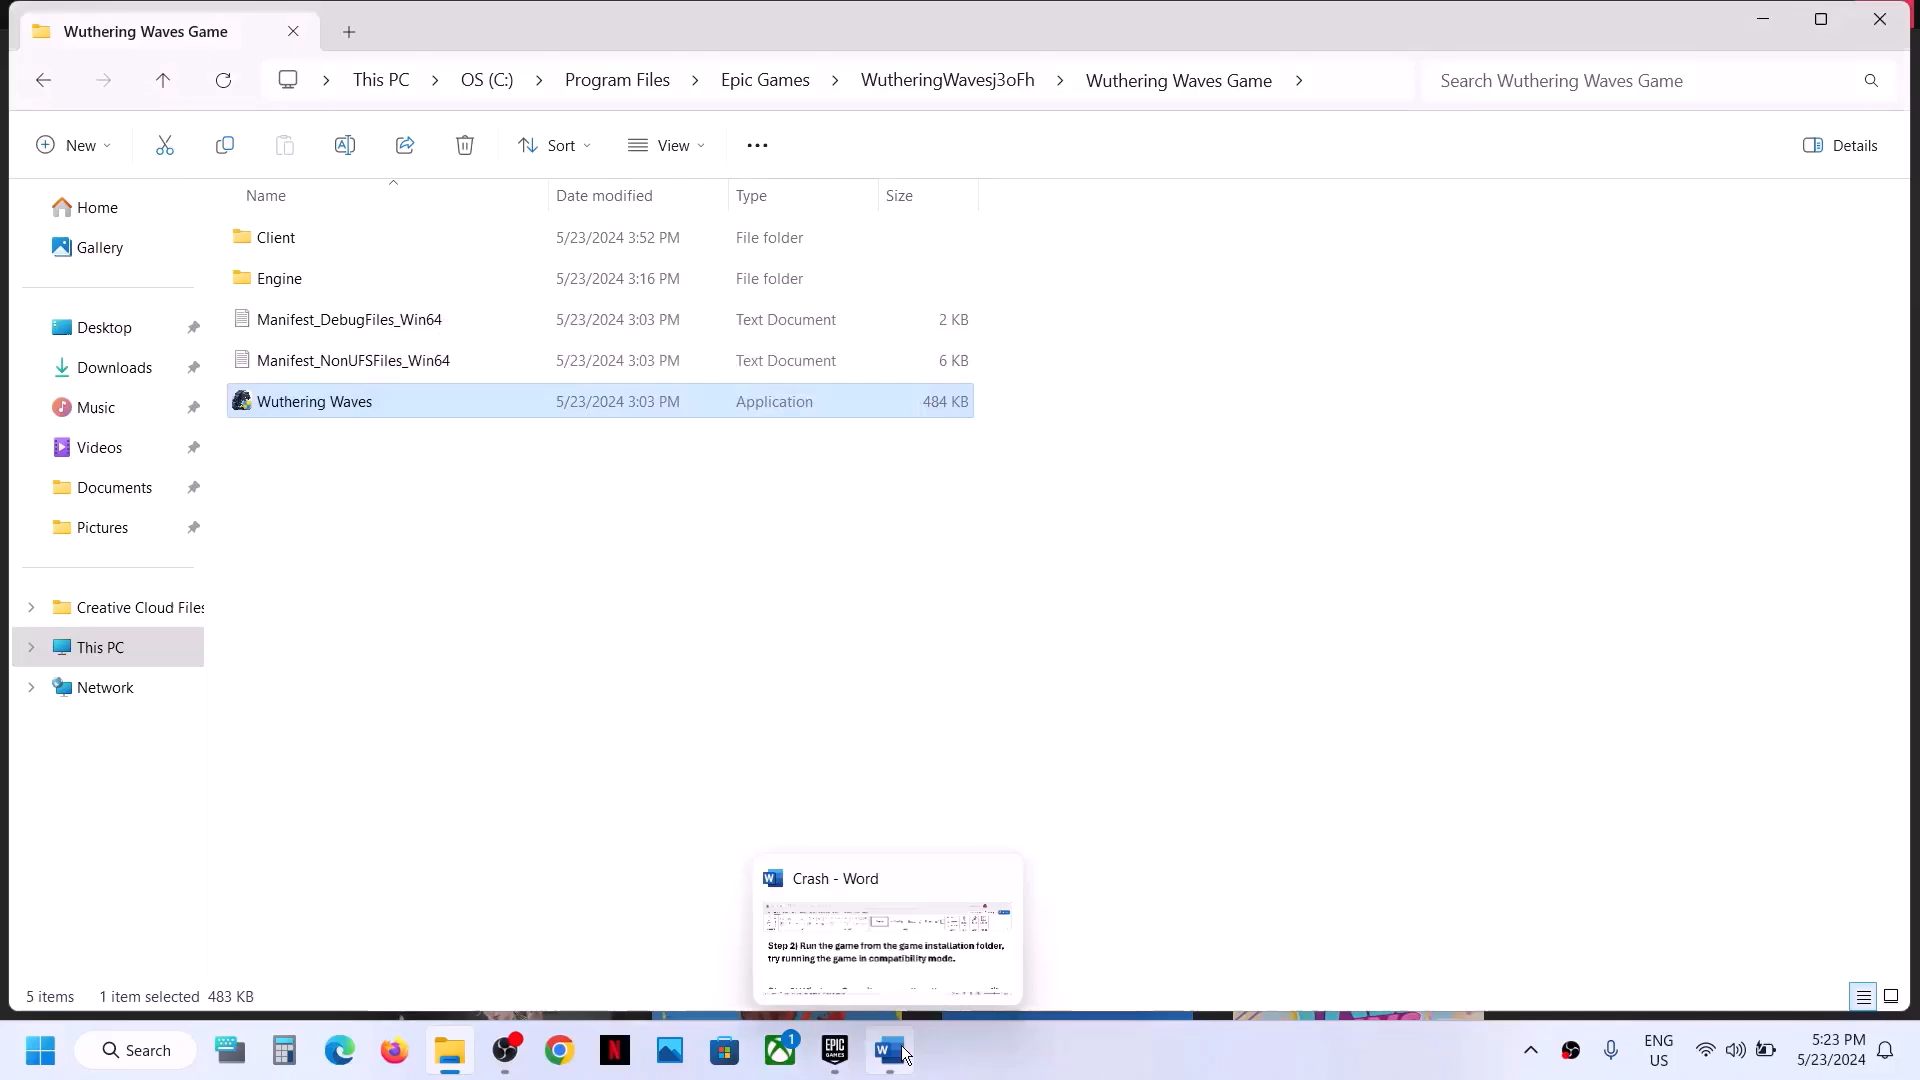 Wuthering Waves Game
This PC
OS (C:)
Program Files
Epic Games
WutheringWavesj3oFh
Wuthering Waves Game
Search Wuthering Waves Game
New
Sort
View
Details
Name
Date modified
Type
Size
Home
Gallery
Desktop
Downloads
Music
Videos
Documents
Pictures
Creative Cloud Files
This PC
Network
Client 5/23/2024 3:52 PM File folder
Engine 5/23/2024 3:16 PM File folder
Manifest_DebugFiles_Win64 5/23/2024 3:03 PM Text Document 2 KB
Manifest_NonUFSFiles_Win64 5/23/2024 3:03 PM Text Document 6 KB
Wuthering Waves 5/23/2024 3:03 PM Application 484 KB
Crash - Word
Step 2) Run the game from the game installation folder,
try running the game in compatibility mode.
5 items 1 item selected 483 KB
Search
1
EPIC
GAMES
ENG
US
5:23 PM
5/23/2024